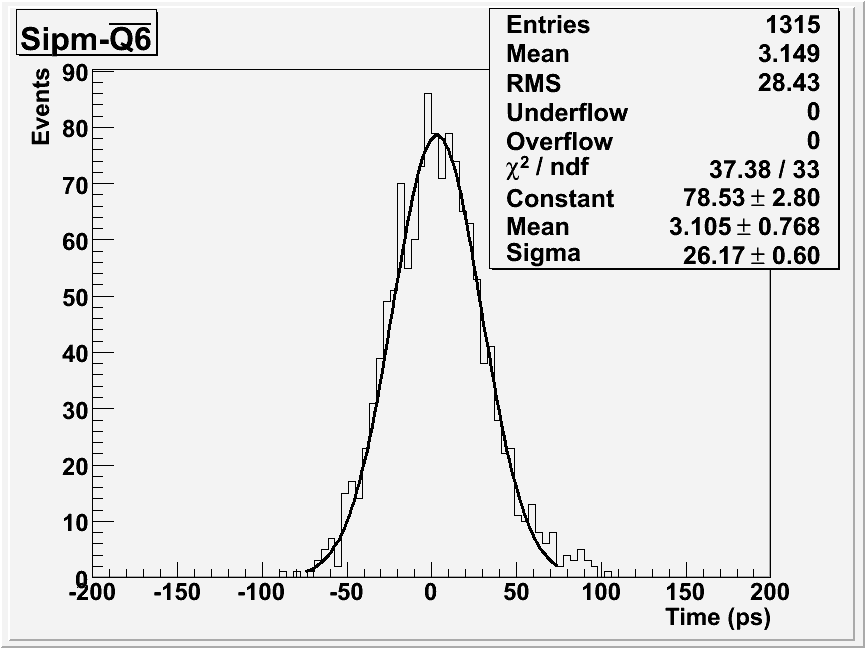 Sipm-Q̅6̅
Entries 1315
Mean 3.149
RMS 28.43
Underflow 0
Overflow 0
χ² / ndf 37.38 / 33
Constant 78.53 ± 2.80
Mean 3.105 ± 0.768
Sigma 26.17 ± 0.60
Events
90
80
70
60
50
40
30
20
10
0
-200 -150 -100 -50 0 50 100 150 200
Time (ps)